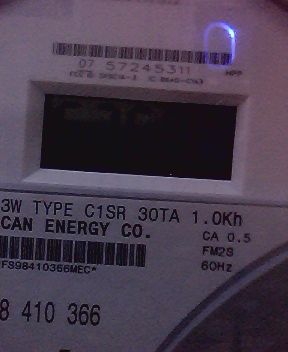 07 57245311
HPP
3W TYPE C1SR 30TA 1.0Kh
CAN ENERGY CO.
CA 0.5
FM2S
60Hz
FS98410366MEC*
8 410 366